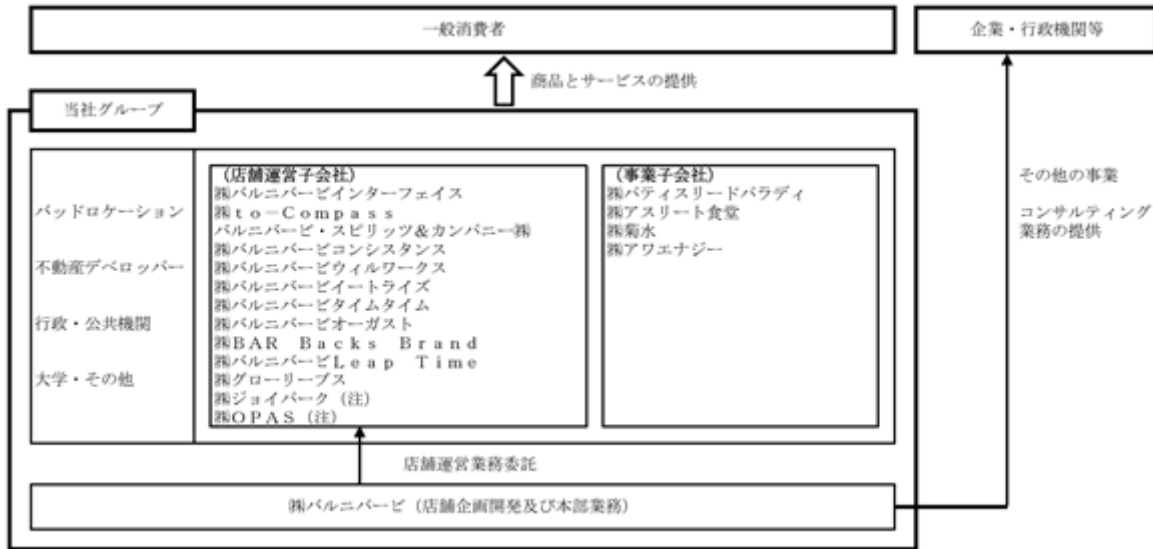 一般消費者
企業・行政機関等
商品とサービスの提供
当社グループ
バッドロケーション
不動産デベロッパー
行政・公共機関
大学・その他
(店舗運営子会社)
㈱バルニバービインターフェイス
㈱ｔｏ－Ｃｏｍｐａｓｓ
バルニバービ・スピリッツ＆カンパニー㈱
㈱バルニバービコンシスタンス
㈱バルニバービウィルワークス
㈱バルニバービイートライズ
㈱バルニバービタイムタイム
㈱バルニバービオーガスト
㈱ＢＡＲ　Ｂａｃｋｓ　Ｂｒａｎｄ
㈱バルニバービＬｅａｐ　Ｔｉｍｅ
㈱グローリーブス
㈱ジョイパーク（注）
㈱ＯＰＡＳ（注）
(事業子会社)
㈱パティスリードパラディ
㈱アスリート食堂
㈱菊水
㈱アワエナジー
その他の事業
コンサルティング
業務の提供
店舗運営業務委託
㈱バルニバービ（店舗企画開発及び本部業務）